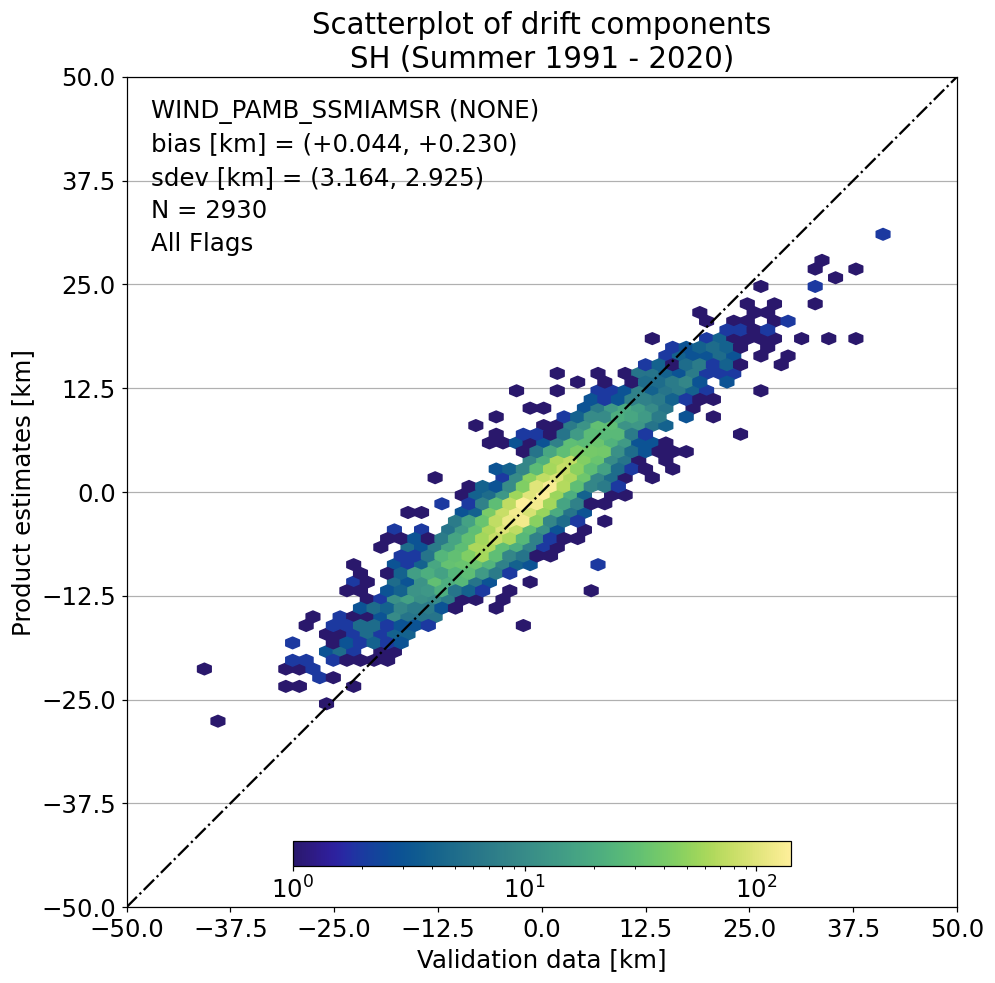 Scatterplot of drift components
SH (Summer 1991 - 2020)
WIND_PAMB_SSMIAMSR (NONE)
bias [km] = (+0.044, +0.230)
sdev [km] = (3.164, 2.925)
N = 2930
All Flags
50.0
37.5
25.0
12.5
0.0
−12.5
−25.0
−37.5
−50.0
Product estimates [km]
10⁰ 10¹ 10²
−50.0 −37.5 −25.0 −12.5 0.0 12.5 25.0 37.5 50.0
Validation data [km]